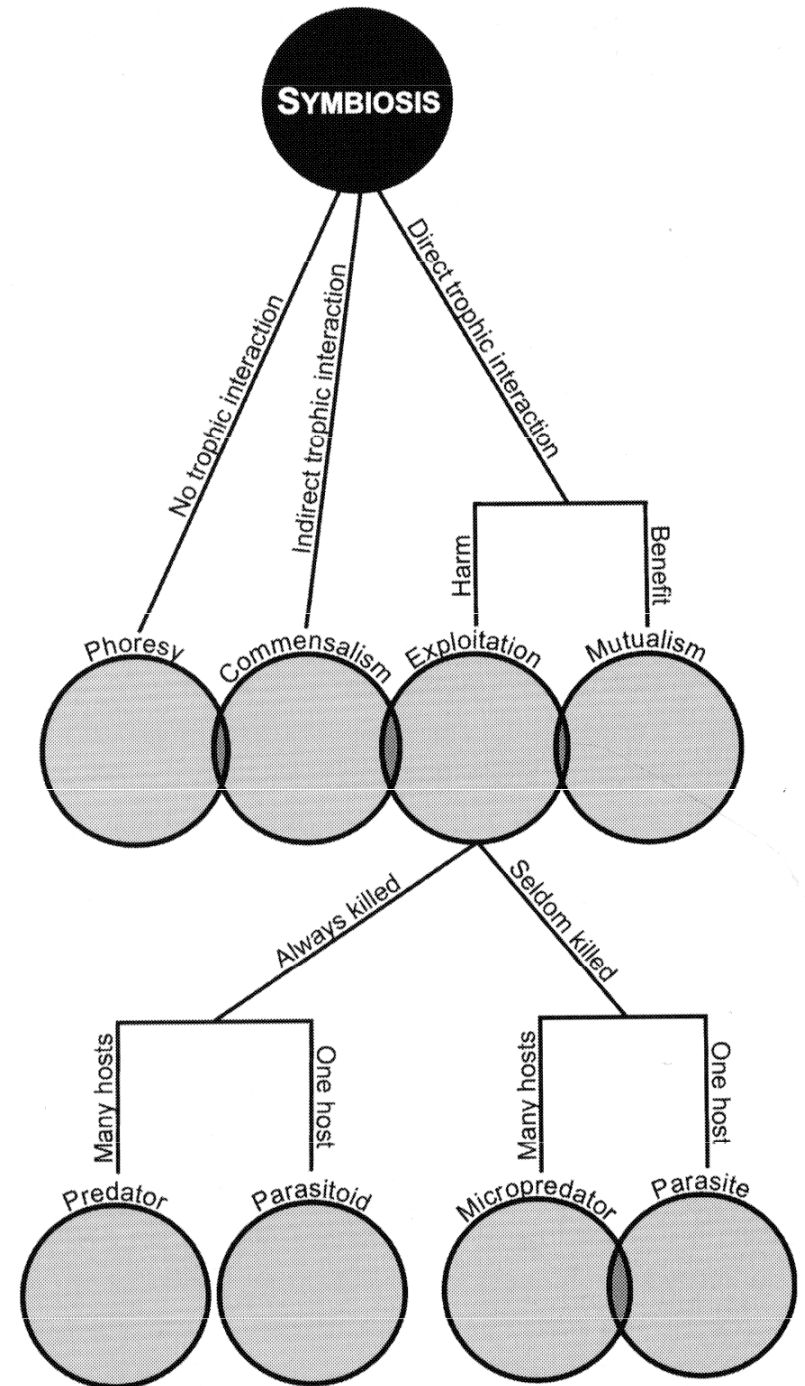 SYMBIOSIS
No trophic interaction
Indirect trophic interaction
Direct trophic interaction
Harm
Benefit
Phoresy
Commensalism
Exploitation
Mutualism
Always killed
Seldom killed
Many hosts
One host
Many hosts
One host
Predator
Parasitoid
Micropredator
Parasite